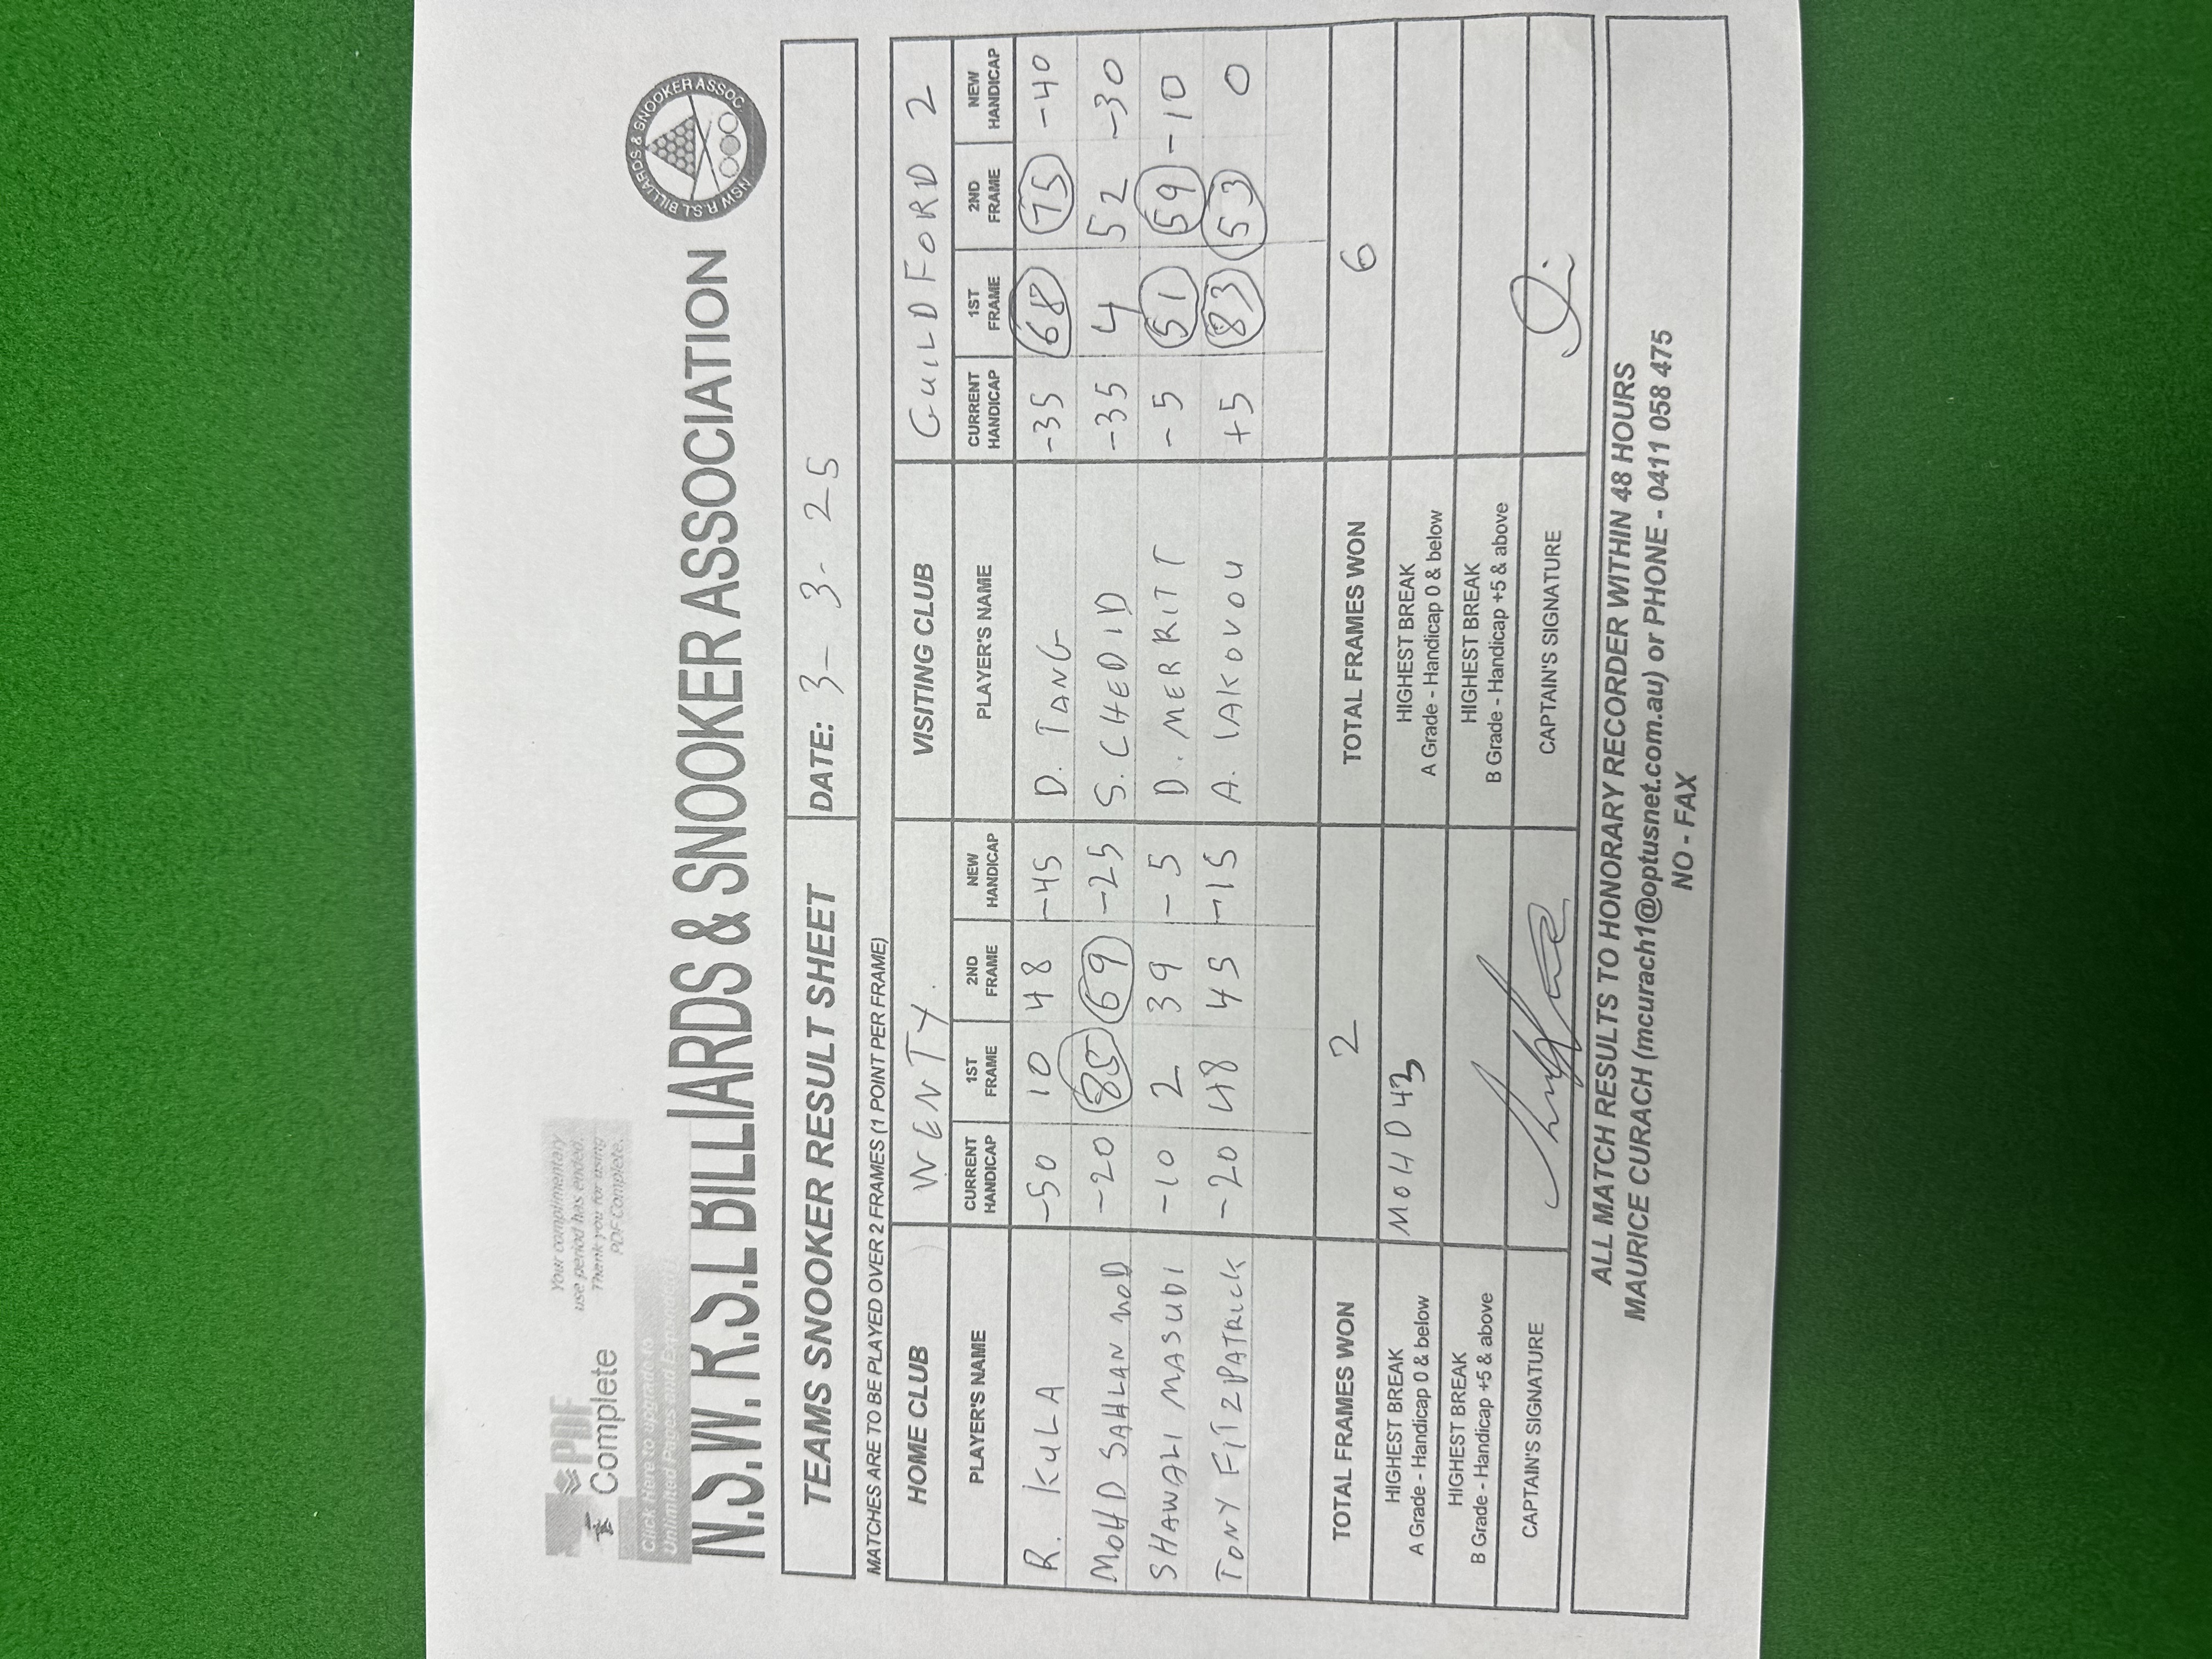 PDF
Complete
Your complimentary
use period has ended.
Thank you for using
PDF Complete.
Click Here to upgrade to
Unlimited Pages and Expanded
N.S.W. R.S.L BILLIARDS & SNOOKER ASSOCIATION
NSW R.S.L BILLIARDS & SNOOKER ASSOC
TEAMS SNOOKER RESULT SHEET DATE: 3-3-25
MATCHES ARE TO BE PLAYED OVER 2 FRAMES (1 POINT PER FRAME)
HOME CLUB WENTY. VISITING CLUB GUILDFORD 2
PLAYER'S NAME CURRENT HANDICAP 1ST FRAME 2ND FRAME NEW HANDICAP PLAYER'S NAME CURRENT HANDICAP 1ST FRAME 2ND FRAME NEW HANDICAP
R. KULA -50 10 48 -45 D. TANG -35 68 75 -40
MOHD SAHLAN MOD -20 85 69 -25 S. CHEDID -35 4 52 -30
SHAWALI MASUDI -10 2 39 -5 D. MERRITT -5 51 59 -10
TONY FITZPATRICK -20 48 45 -15 A. IAKOVOU +5 83 53 0
TOTAL FRAMES WON 2 TOTAL FRAMES WON 6
HIGHEST BREAK
A Grade - Handicap 0 & below MOHD 43 HIGHEST BREAK
A Grade - Handicap 0 & below
HIGHEST BREAK
B Grade - Handicap +5 & above HIGHEST BREAK
B Grade - Handicap +5 & above
CAPTAIN'S SIGNATURE CAPTAIN'S SIGNATURE
ALL MATCH RESULTS TO HONORARY RECORDER WITHIN 48 HOURS
MAURICE CURACH (mcurach1@optusnet.com.au) or PHONE - 0411 058 475
NO - FAX